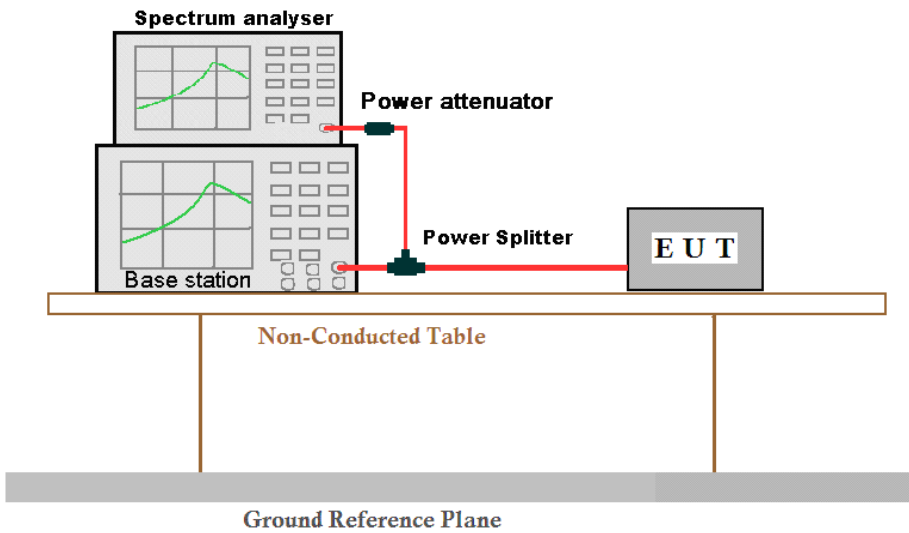 Spectrum analyser
Power attenuator
Power Splitter
E U T
Base station
Non-Conducted Table
Ground Reference Plane